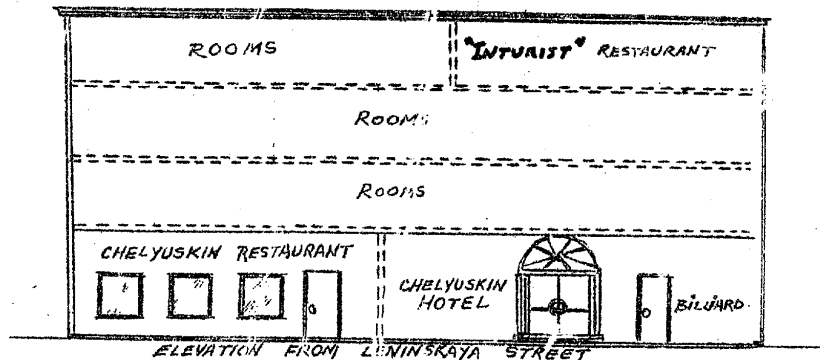 ROOMS
"INTURIST" RESTAURANT
ROOMS
ROOMS
CHELYUSKIN RESTAURANT
CHELYUSKIN
HOTEL
BILIARD
ELEVATION FROM LENINSKAYA STREET